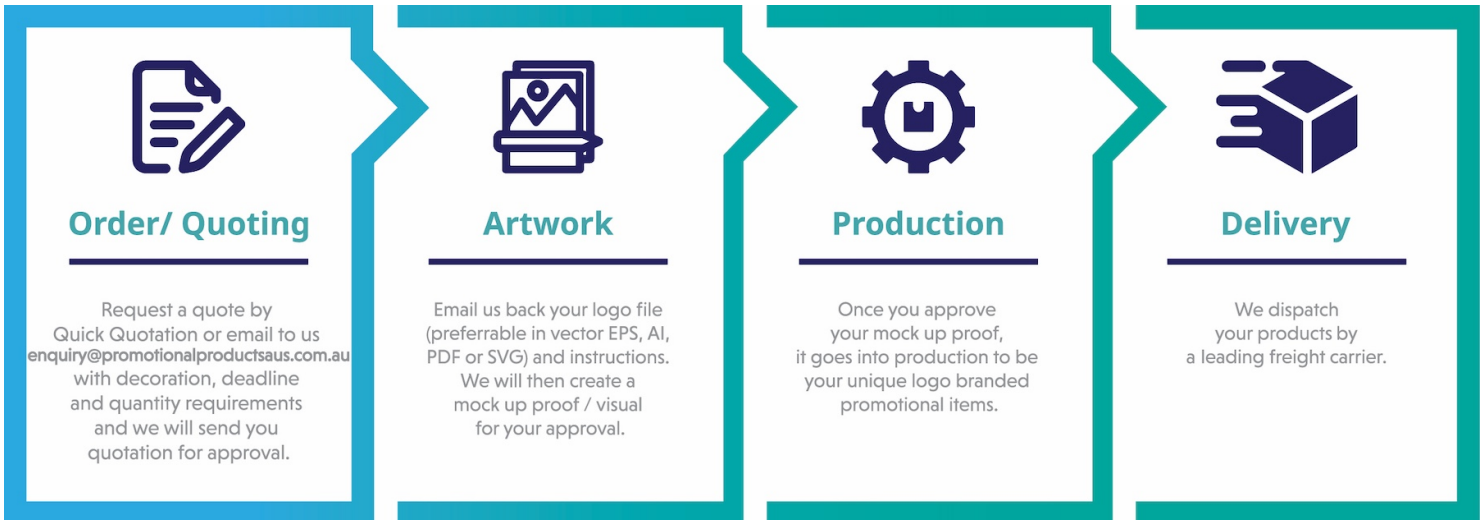 Order/ Quoting
Request a quote by
Quick Quotation or email to us
enquiry@promotionalproductsaus.com.au
with decoration, deadline
and quantity requirements
and we will send you
quotation for approval.
Artwork
Email us back your logo file
(preferrable in vector EPS, AI,
PDF or SVG) and instructions.
We will then create a
mock up proof / visual
for your approval.
Production
Once you approve
your mock up proof,
it goes into production to be
your unique logo branded
promotional items.
Delivery
We dispatch
your products by
a leading freight carrier.